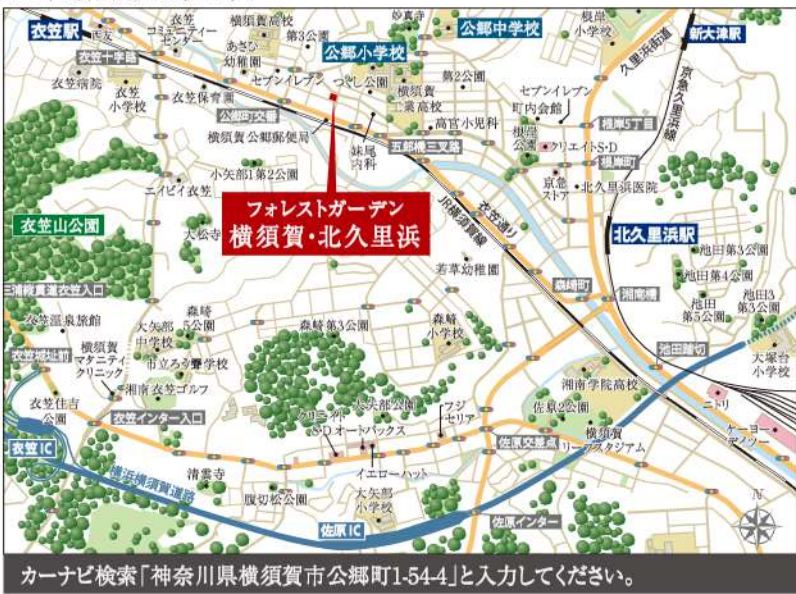 衣笠駅
西友
衣笠
コミュニティー
センター
横須賀高校
第3公園
あさひ
幼稚園
公郷小学校
妙真寺
公郷中学校
根岸
小学校
久里浜街道
新大津駅
京急久里浜線
衣笠十字路
衣笠病院
衣笠
小学校
衣笠保育園
セブンイレブン
つくし公園
横須賀
工業高校
第2公園
セブンイレブン
町内会館
公郷町交番
横須賀公郷郵便局
妹尾
内科
高宮小児科
五郎橋三叉路
根岸
公園
クリエイトS・D
根岸5丁目
根岸町
京急
ストア
北久里浜医院
小矢部1第2公園
エイビイ衣笠
フォレストガーデン
横須賀・北久里浜
JR横須賀線
衣笠通り
北久里浜駅
衣笠山公園
大松寺
若草幼稚園
池田第3公園
池田第4公園
池田
第5公園
池田3
第3公園
三浦縦貫道衣笠入口
森崎町
湘南橋
衣笠温泉旅館
大矢部
中学校
森崎
5公園
森崎第3公園
森崎
小学校
衣笠城址前
横須賀
マタニティ
クリニック
市立ろう学校
湘南衣笠ゴルフ
池田踏切
大塚台
小学校
湘南学院高校
衣笠住吉
公園
衣笠インター入口
クリエイト
S・D
オートバックス
大矢部公園
フジ
セリア
佐原2公園
ニトリ
衣笠IC
佐原交差点
横須賀
リーフスタジアム
ケーヨー
デイツー
横浜横須賀道路
清雲寺
イエローハット
腹切松公園
大矢部
小学校
佐原IC
佐原インター
N
カーナビ検索「神奈川県横須賀市公郷町1-54-4」と入力してください。